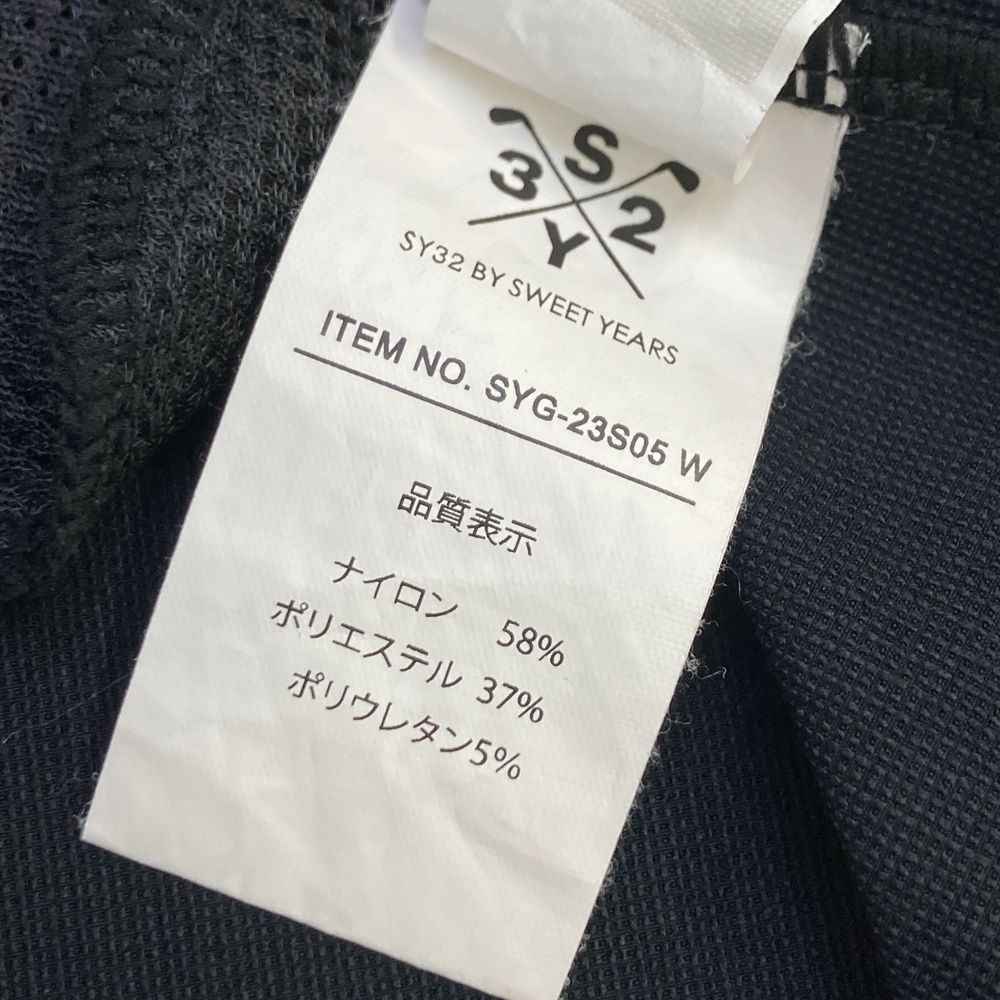 S
3 2
Y
SY32 BY SWEET YEARS
ITEM NO. SYG-23S05 W
品質表示
ナイロン 58%
ポリエステル 37%
ポリウレタン5%